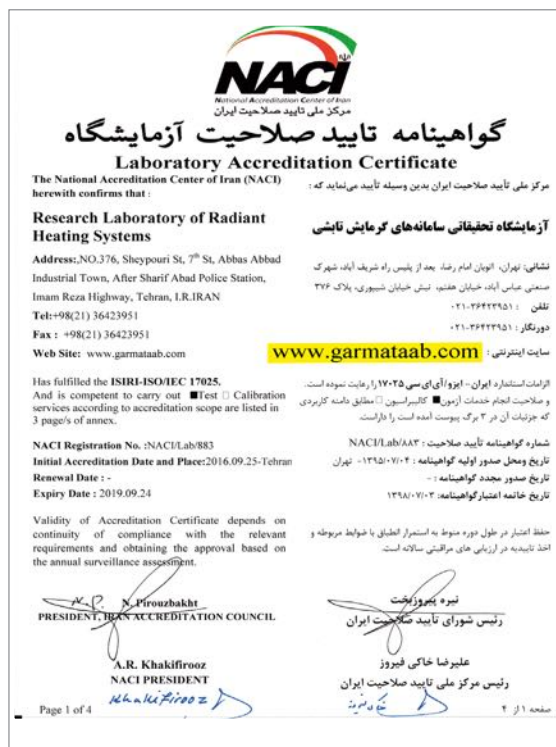 NACI
National Accreditation Center of Iran
مرکز ملی تایید صلاحیت ایران
گواهینامه تایید صلاحیت آزمایشگاه
Laboratory Accreditation Certificate
The National Accreditation Center of Iran (NACI)
herewith confirms that :
Research Laboratory of Radiant
Heating Systems
Address:,NO.376, Sheypouri St, 7th St, Abbas Abbad
Industrial Town, After Sharif Abad Police Station,
Imam Reza Highway, Tehran, I.R.IRAN
Tel:+98(21) 36423951
Fax : +98(21) 36423951
Web Site: www.garmataab.com
Has fulfilled the ISIRI-ISO/IEC 17025.
And is competent to carry out ■Test □ Calibration
services according to accreditation scope are listed in
3 page/s of annex.
NACI Registration No. :NACI/Lab/883
Initial Accreditation Date and Place:2016.09.25-Tehran
Renewal Date : -
Expiry Date : 2019.09.24
Validity of Accreditation Certificate depends on
continuity of compliance with the relevant
requirements and obtaining the approval based on
the annual surveillance assessment.
N. Pirouzbakht
PRESIDENT, IRAN ACCREDITATION COUNCIL
A.R. Khakifirooz
NACI PRESIDENT
Khakifirooz
Page 1 of 4
مرکز ملی تأیید صلاحیت ایران بدین وسیله تأیید می‌نماید که :
آزمایشگاه تحقیقاتی سامانه‌های گرمایش تابشی
نشانی: تهران، اتوبان امام رضا، بعد از پلیس راه شریف آباد، شهرک
صنعتی عباس آباد، خیابان هفتم، نبش خیابان شیپوری، پلاک ۳۷۶
تلفن : ۰۲۱-۳۶۴۲۳۹۵۱
دورنگار : ۰۲۱-۳۶۴۲۳۹۵۱
سایت اینترنتی : www.garmataab.com
الزامات استاندارد ایران - ایزو/آی ای سی ۱۷۰۲۵ را رعایت نموده است.
و صلاحیت انجام خدمات آزمون■ کالیبراسیون □ مطابق دامنه کاربردی
که جزئیات آن در ۳ برگ پیوست آمده است را داراست.
شماره گواهینامه تأیید صلاحیت : NACI/Lab/۸۸۳
تاریخ ومحل صدور اولیه گواهینامه : ۱۳۹۵/۰۷/۰۴- تهران
تاریخ صدور مجدد گواهینامه : -
تاریخ خاتمه اعتبارگواهینامه: ۱۳۹۸/۰۷/۰۳
حفظ اعتبار در طول دوره منوط به استمرار انطباق با ضوابط مربوطه و
اخذ تاییدیه در ارزیابی های مراقبتی سالانه است.
نیره پیروزبخت
رئیس شورای تأیید صلاحیت ایران
علیرضا خاکی فیروز
رئیس مرکز ملی تایید صلاحیت ایران
صفحه ۱ از ۴